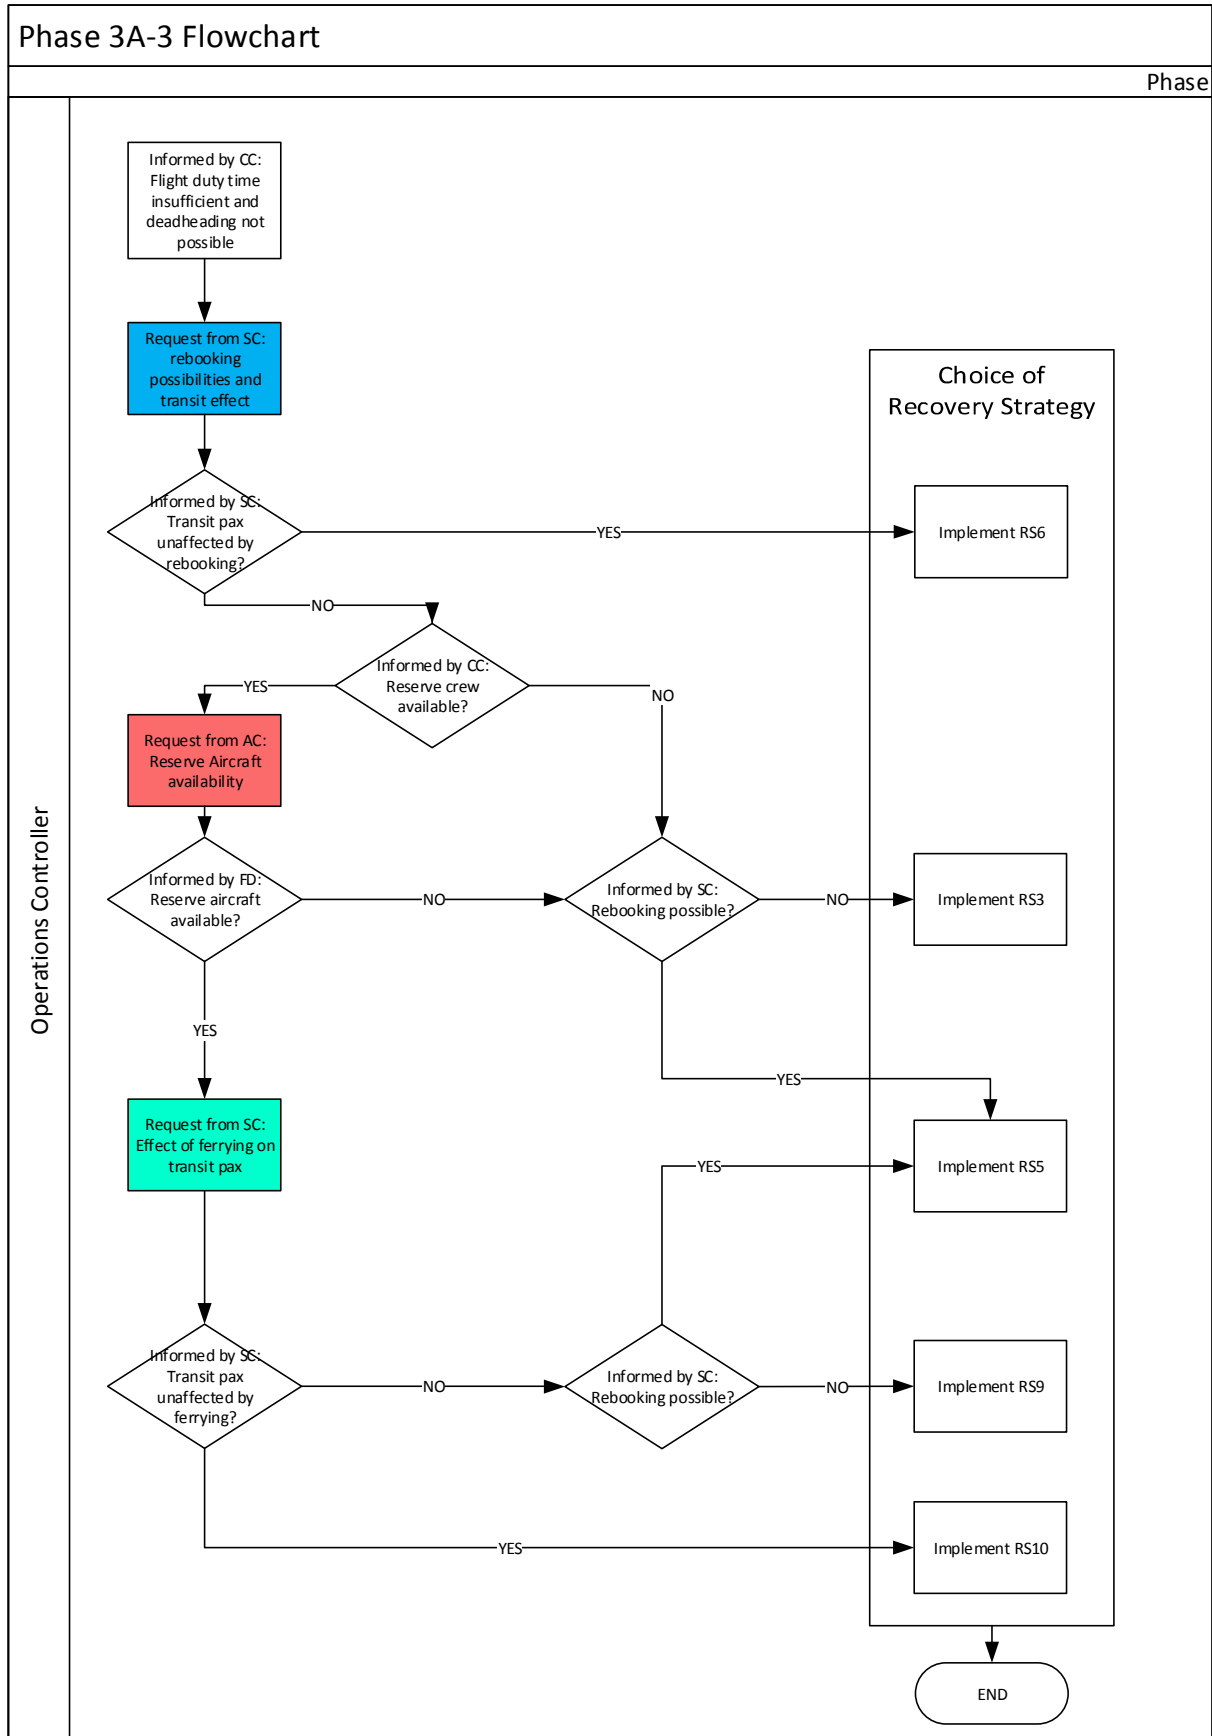 Phase 3A-3 Flowchart
Phase
Operations Controller
Informed by CC:
Flight duty time
insufficient and
deadheading not
possible
Request from SC:
rebooking
possibilities and
transit effect
Choice of
Recovery Strategy
Informed by SC:
Transit pax
unaffected by
rebooking?
YES
Implement RS6
NO
Informed by CC:
Reserve crew
available?
YES
NO
Request from AC:
Reserve Aircraft
availability
Informed by FD:
Reserve aircraft
available?
NO
Informed by SC:
Rebooking possible?
NO
Implement RS3
YES
YES
Request from SC:
Effect of ferrying on
transit pax
YES
Implement RS5
Informed by SC:
Transit pax
unaffected by
ferrying?
NO
Informed by SC:
Rebooking possible?
NO
Implement RS9
YES
Implement RS10
END